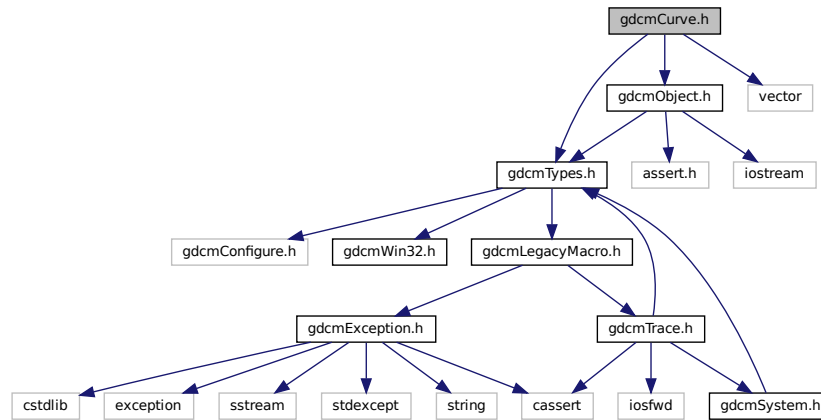 gdcmCurve.h
gdcmObject.h
vector
gdcmTypes.h
assert.h
iostream
gdcmConfigure.h
gdcmWin32.h
gdcmLegacyMacro.h
gdcmException.h
gdcmTrace.h
cstdlib
exception
sstream
stdexcept
string
cassert
iosfwd
gdcmSystem.h